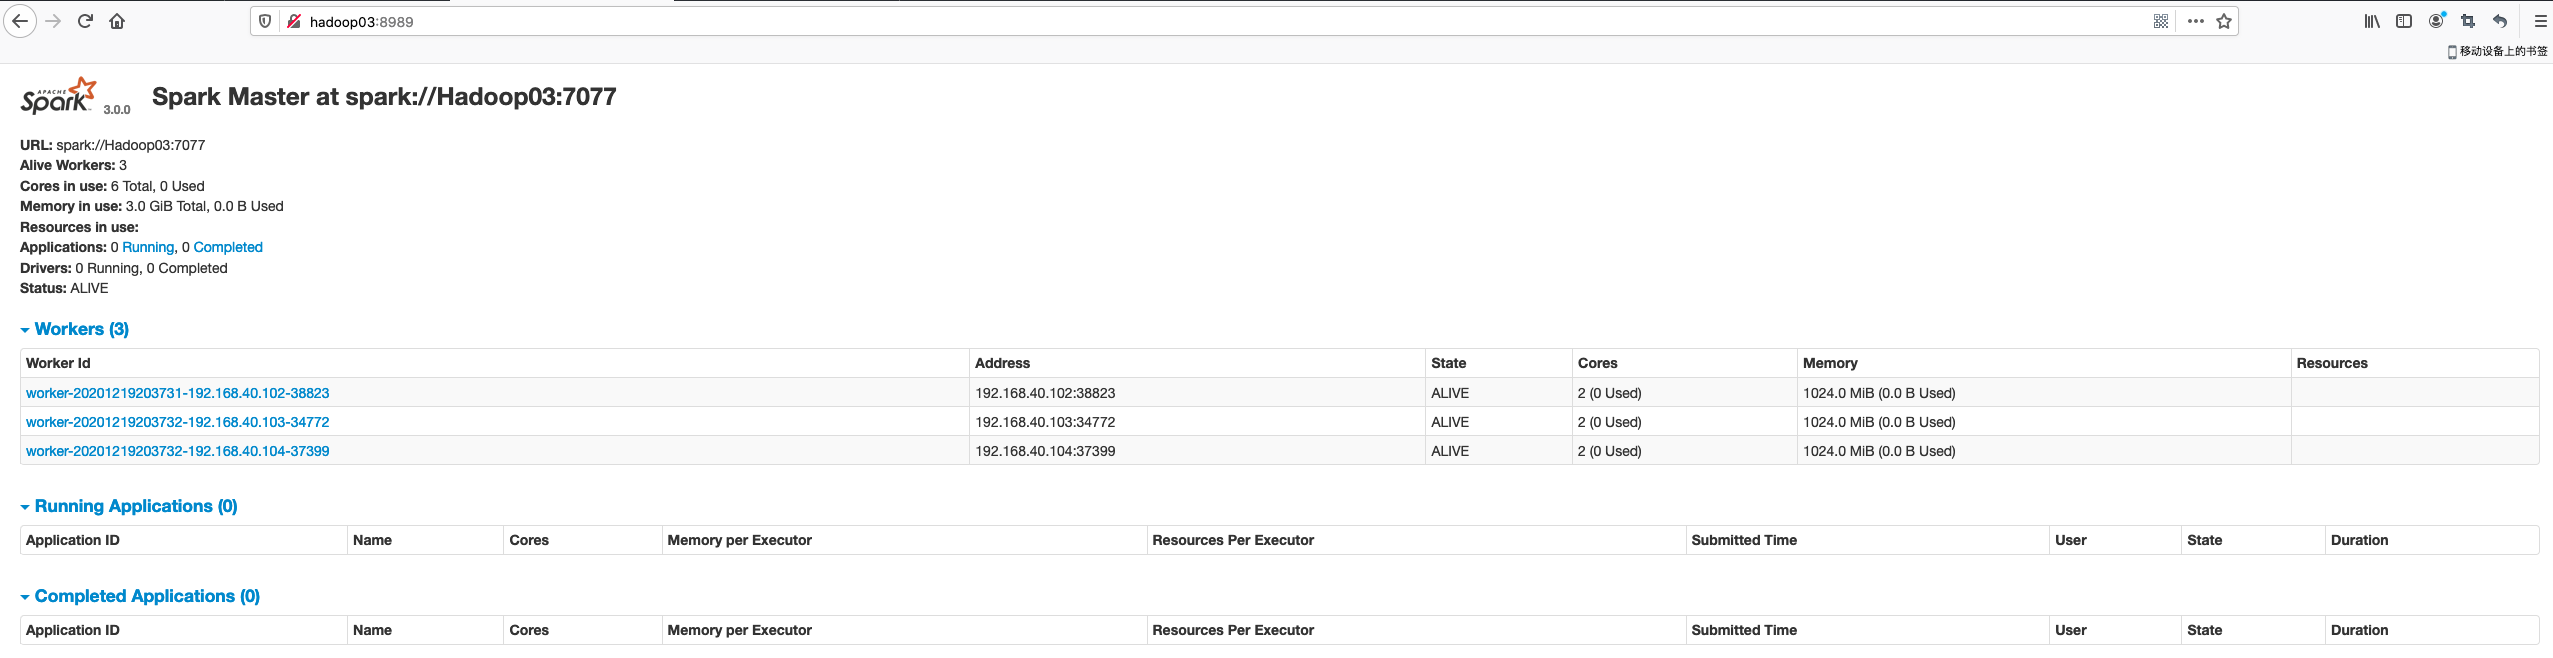 hadoop03:8989
移动设备上的书签
APACHE Spark 3.0.0 Spark Master at spark://Hadoop03:7077
URL: spark://Hadoop03:7077
Alive Workers: 3
Cores in use: 6 Total, 0 Used
Memory in use: 3.0 GiB Total, 0.0 B Used
Resources in use:
Applications: 0 Running, 0 Completed
Drivers: 0 Running, 0 Completed
Status: ALIVE
Workers (3)
Worker Id Address State Cores Memory Resources
worker-20201219203731-192.168.40.102-38823 192.168.40.102:38823 ALIVE 2 (0 Used) 1024.0 MiB (0.0 B Used)
worker-20201219203732-192.168.40.103-34772 192.168.40.103:34772 ALIVE 2 (0 Used) 1024.0 MiB (0.0 B Used)
worker-20201219203732-192.168.40.104-37399 192.168.40.104:37399 ALIVE 2 (0 Used) 1024.0 MiB (0.0 B Used)
Running Applications (0)
Application ID Name Cores Memory per Executor Resources Per Executor Submitted Time User State Duration
Completed Applications (0)
Application ID Name Cores Memory per Executor Resources Per Executor Submitted Time User State Duration